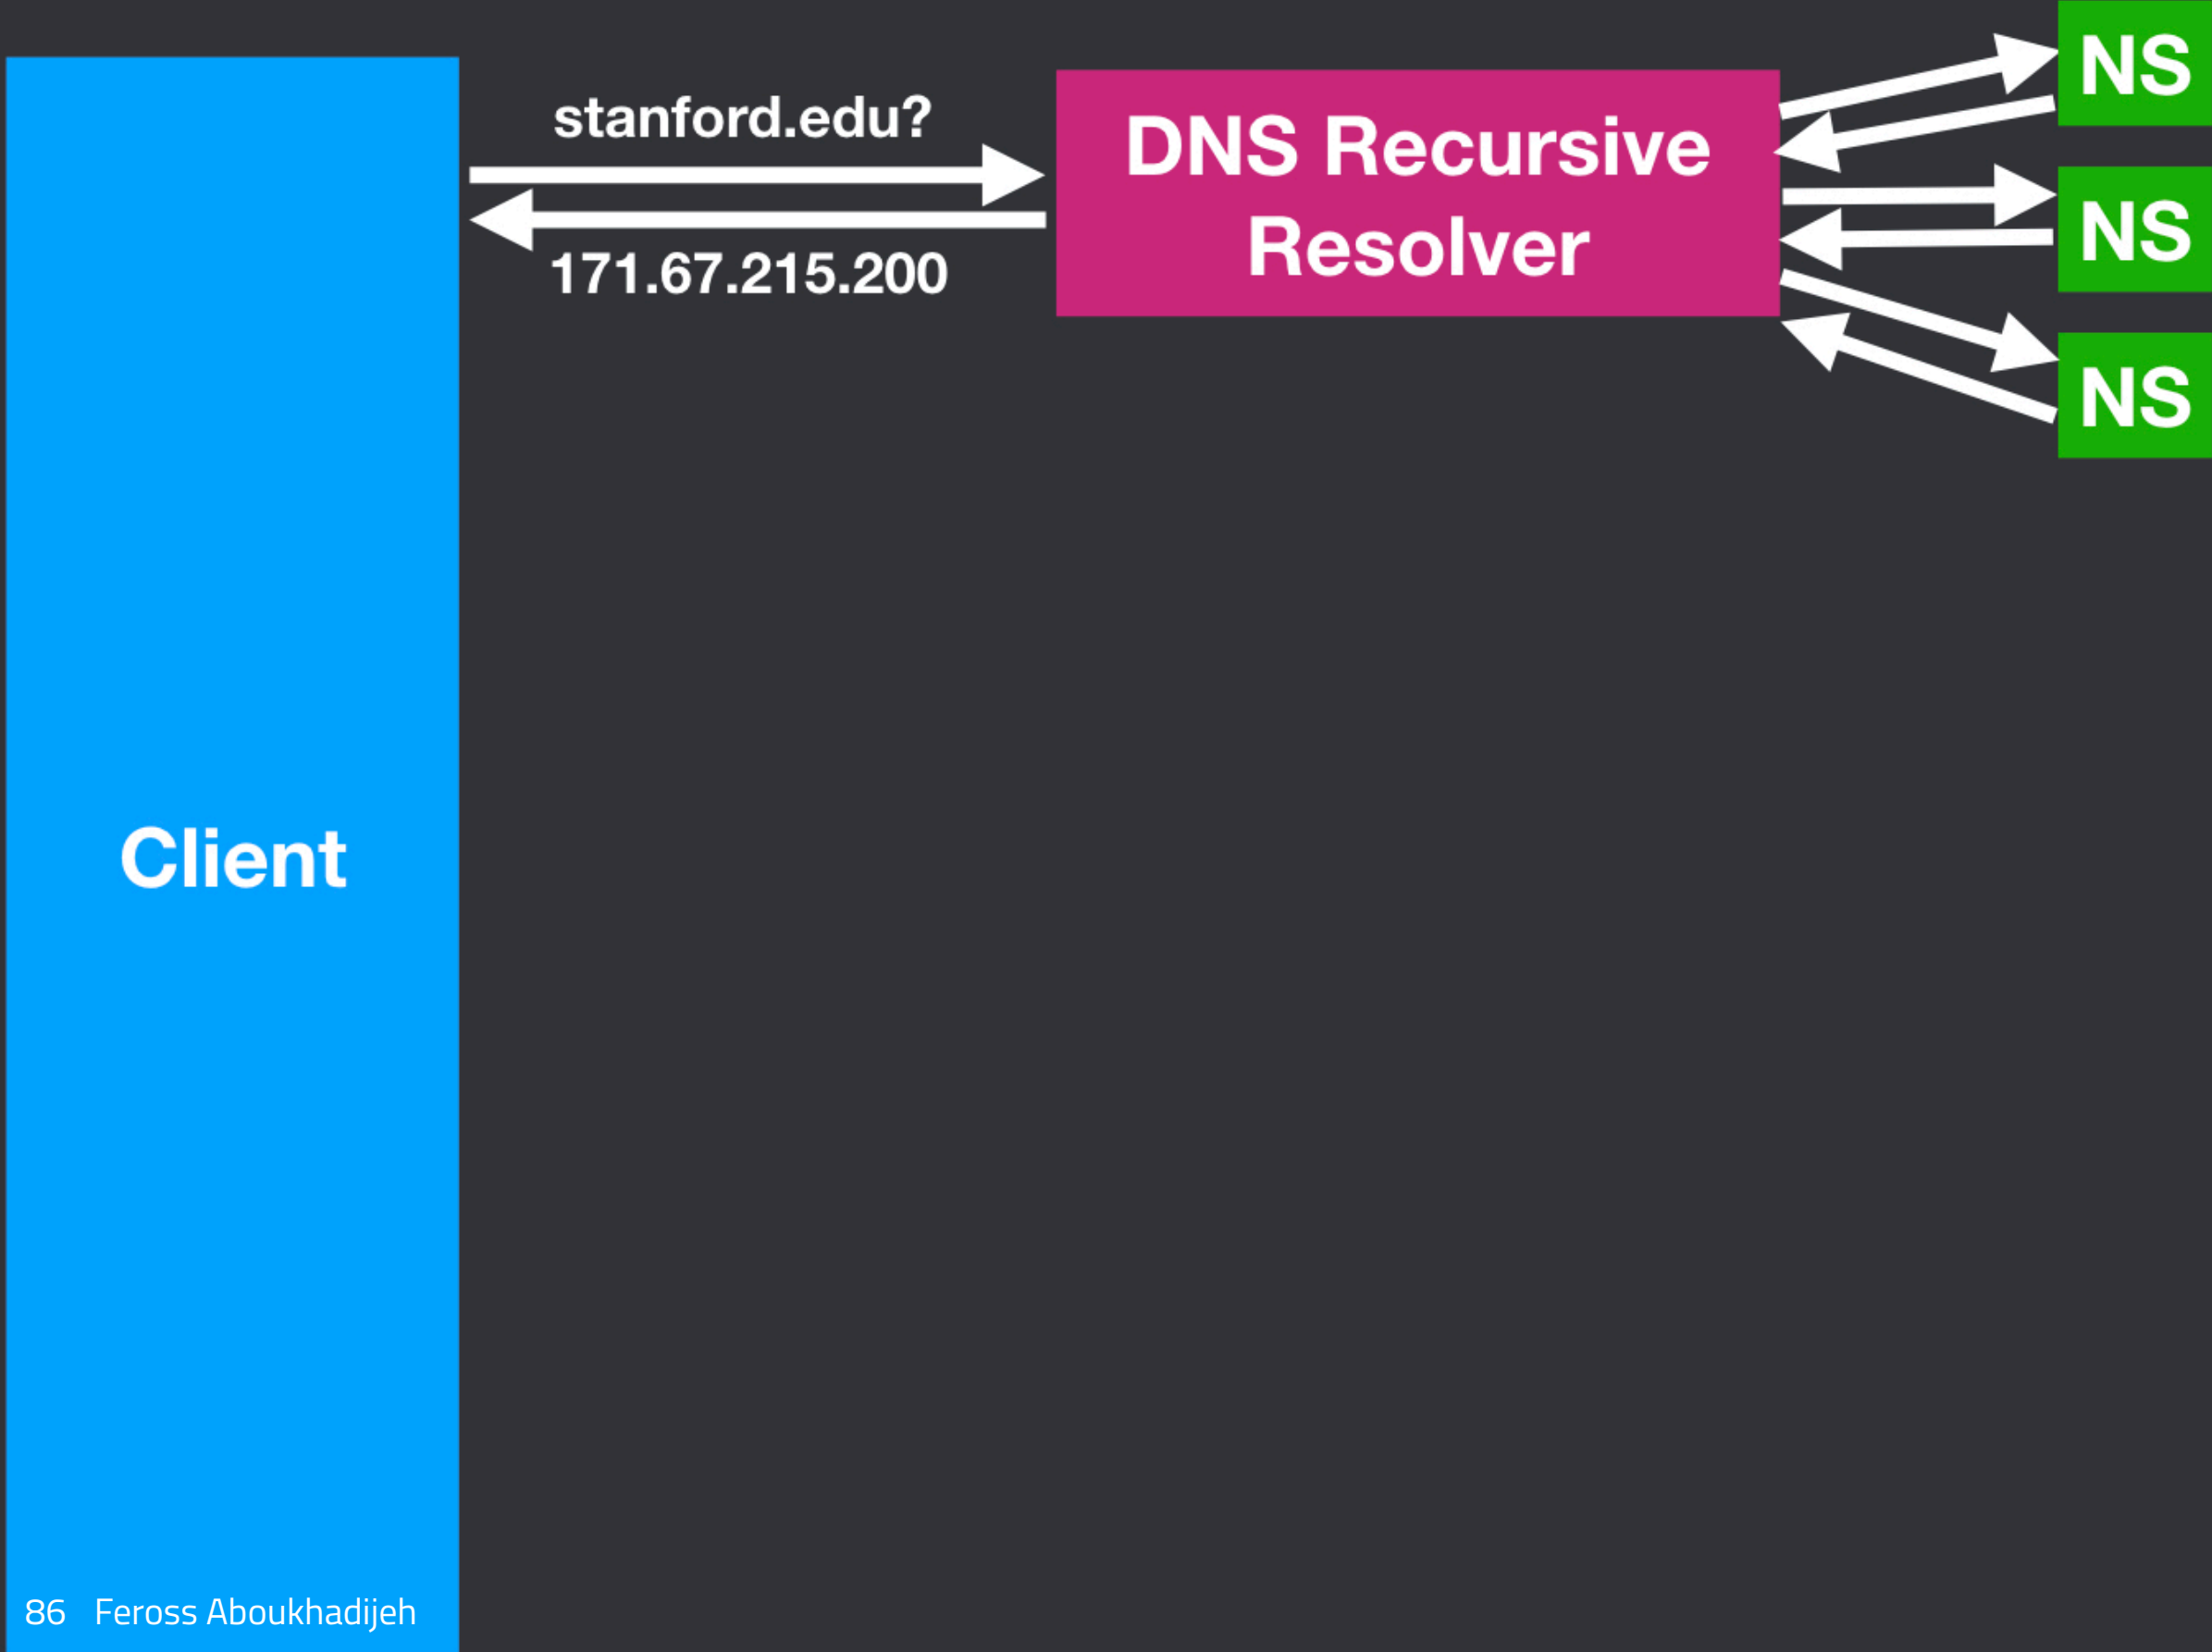 stanford.edu?
171.67.215.200
DNS Recursive
Resolver
NS
NS
NS
Client
86 Feross Aboukhadijeh